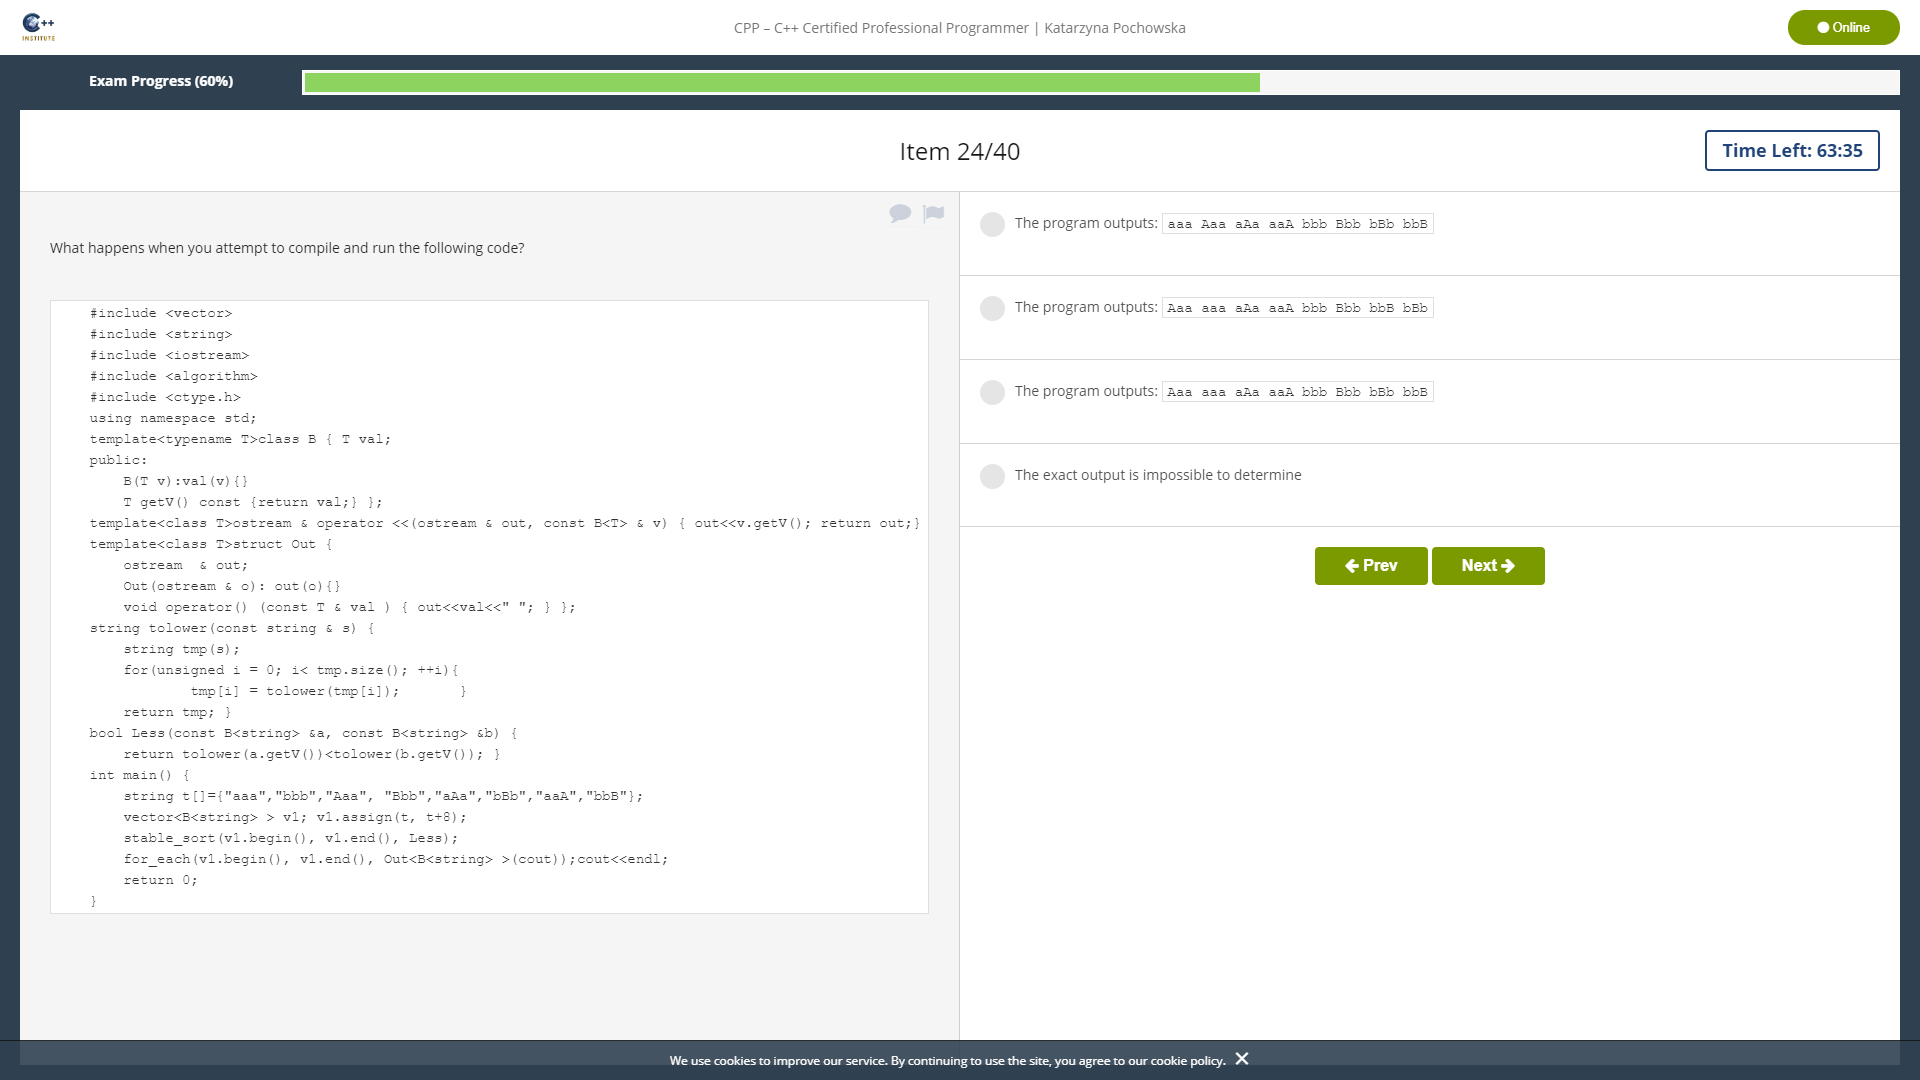 C++
INSTITUTE
CPP – C++ Certified Professional Programmer | Katarzyna Pochowska
Online
Exam Progress (60%)
Item 24/40
Time Left: 63:35
What happens when you attempt to compile and run the following code?
#include <vector>
#include <string>
#include <iostream>
#include <algorithm>
#include <ctype.h>
using namespace std;
template<typename T>class B { T val;
public:
    B(T v):val(v){}
    T getV() const {return val;} };
template<class T>ostream & operator <<(ostream & out, const B<T> & v) { out<<v.getV(); return out;}
template<class T>struct Out {
    ostream  & out;
    Out(ostream & o): out(o){}
    void operator() (const T & val ) { out<<val<<" "; } };
string tolower(const string & s) {
    string tmp(s);
    for(unsigned i = 0; i< tmp.size(); ++i){
            tmp[i] = tolower(tmp[i]);       }
    return tmp; }
bool Less(const B<string> &a, const B<string> &b) {
    return tolower(a.getV())<tolower(b.getV()); }
int main() {
    string t[]={"aaa","bbb","Aaa", "Bbb","aAa","bBb","aaA","bbB"};
    vector<B<string> > v1; v1.assign(t, t+8);
    stable_sort(v1.begin(), v1.end(), Less);
    for_each(v1.begin(), v1.end(), Out<B<string> >(cout));cout<<endl;
    return 0;
}
The program outputs: aaa Aaa aAa aaA bbb Bbb bBb bbB
The program outputs: Aaa aaa aAa aaA bbb Bbb bbB bBb
The program outputs: Aaa aaa aAa aaA bbb Bbb bBb bbB
The exact output is impossible to determine
Prev
Next
We use cookies to improve our service. By continuing to use the site, you agree to our cookie policy.